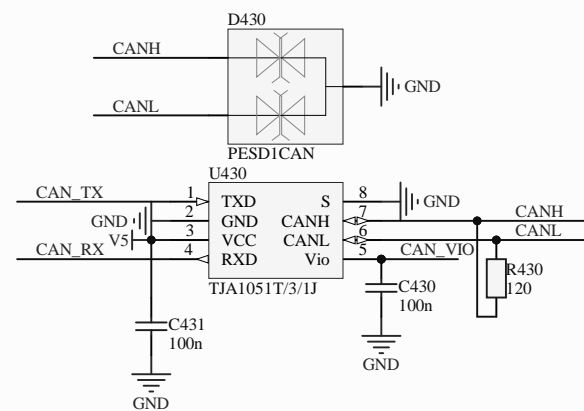 D430
CANH
GND
CANL
PESD1CAN
U430
CAN_TX 1 TXD S 8 GND
GND 2 GND CANH 7 CANH
V5 3 VCC CANL 6 CANL
CAN_RX 4 RXD Vio 5 CAN_VIO
TJA1051T/3/1J
R430
120
C430
100n
C431
100n
GND
GND